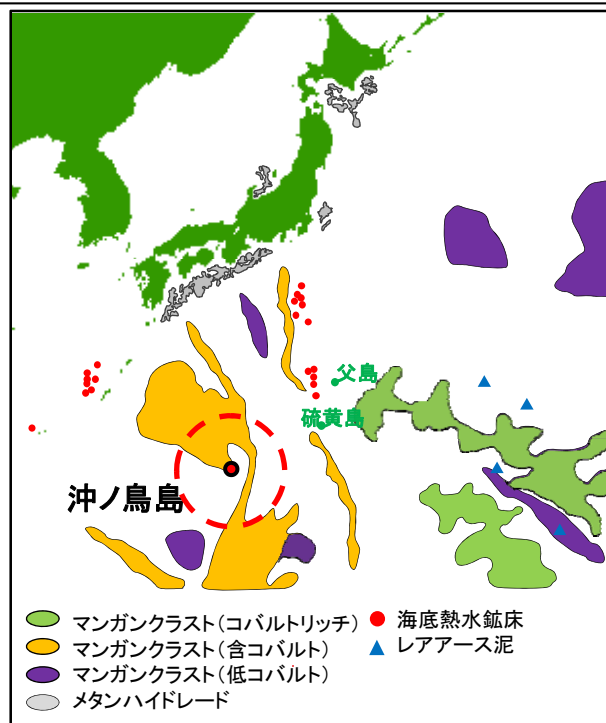 父島
硫黄島
沖ノ鳥島
マンガンクラスト(コバルトリッチ)
マンガンクラスト(含コバルト)
マンガンクラスト(低コバルト)
メタンハイドレード
海底熱水鉱床
レアアース泥